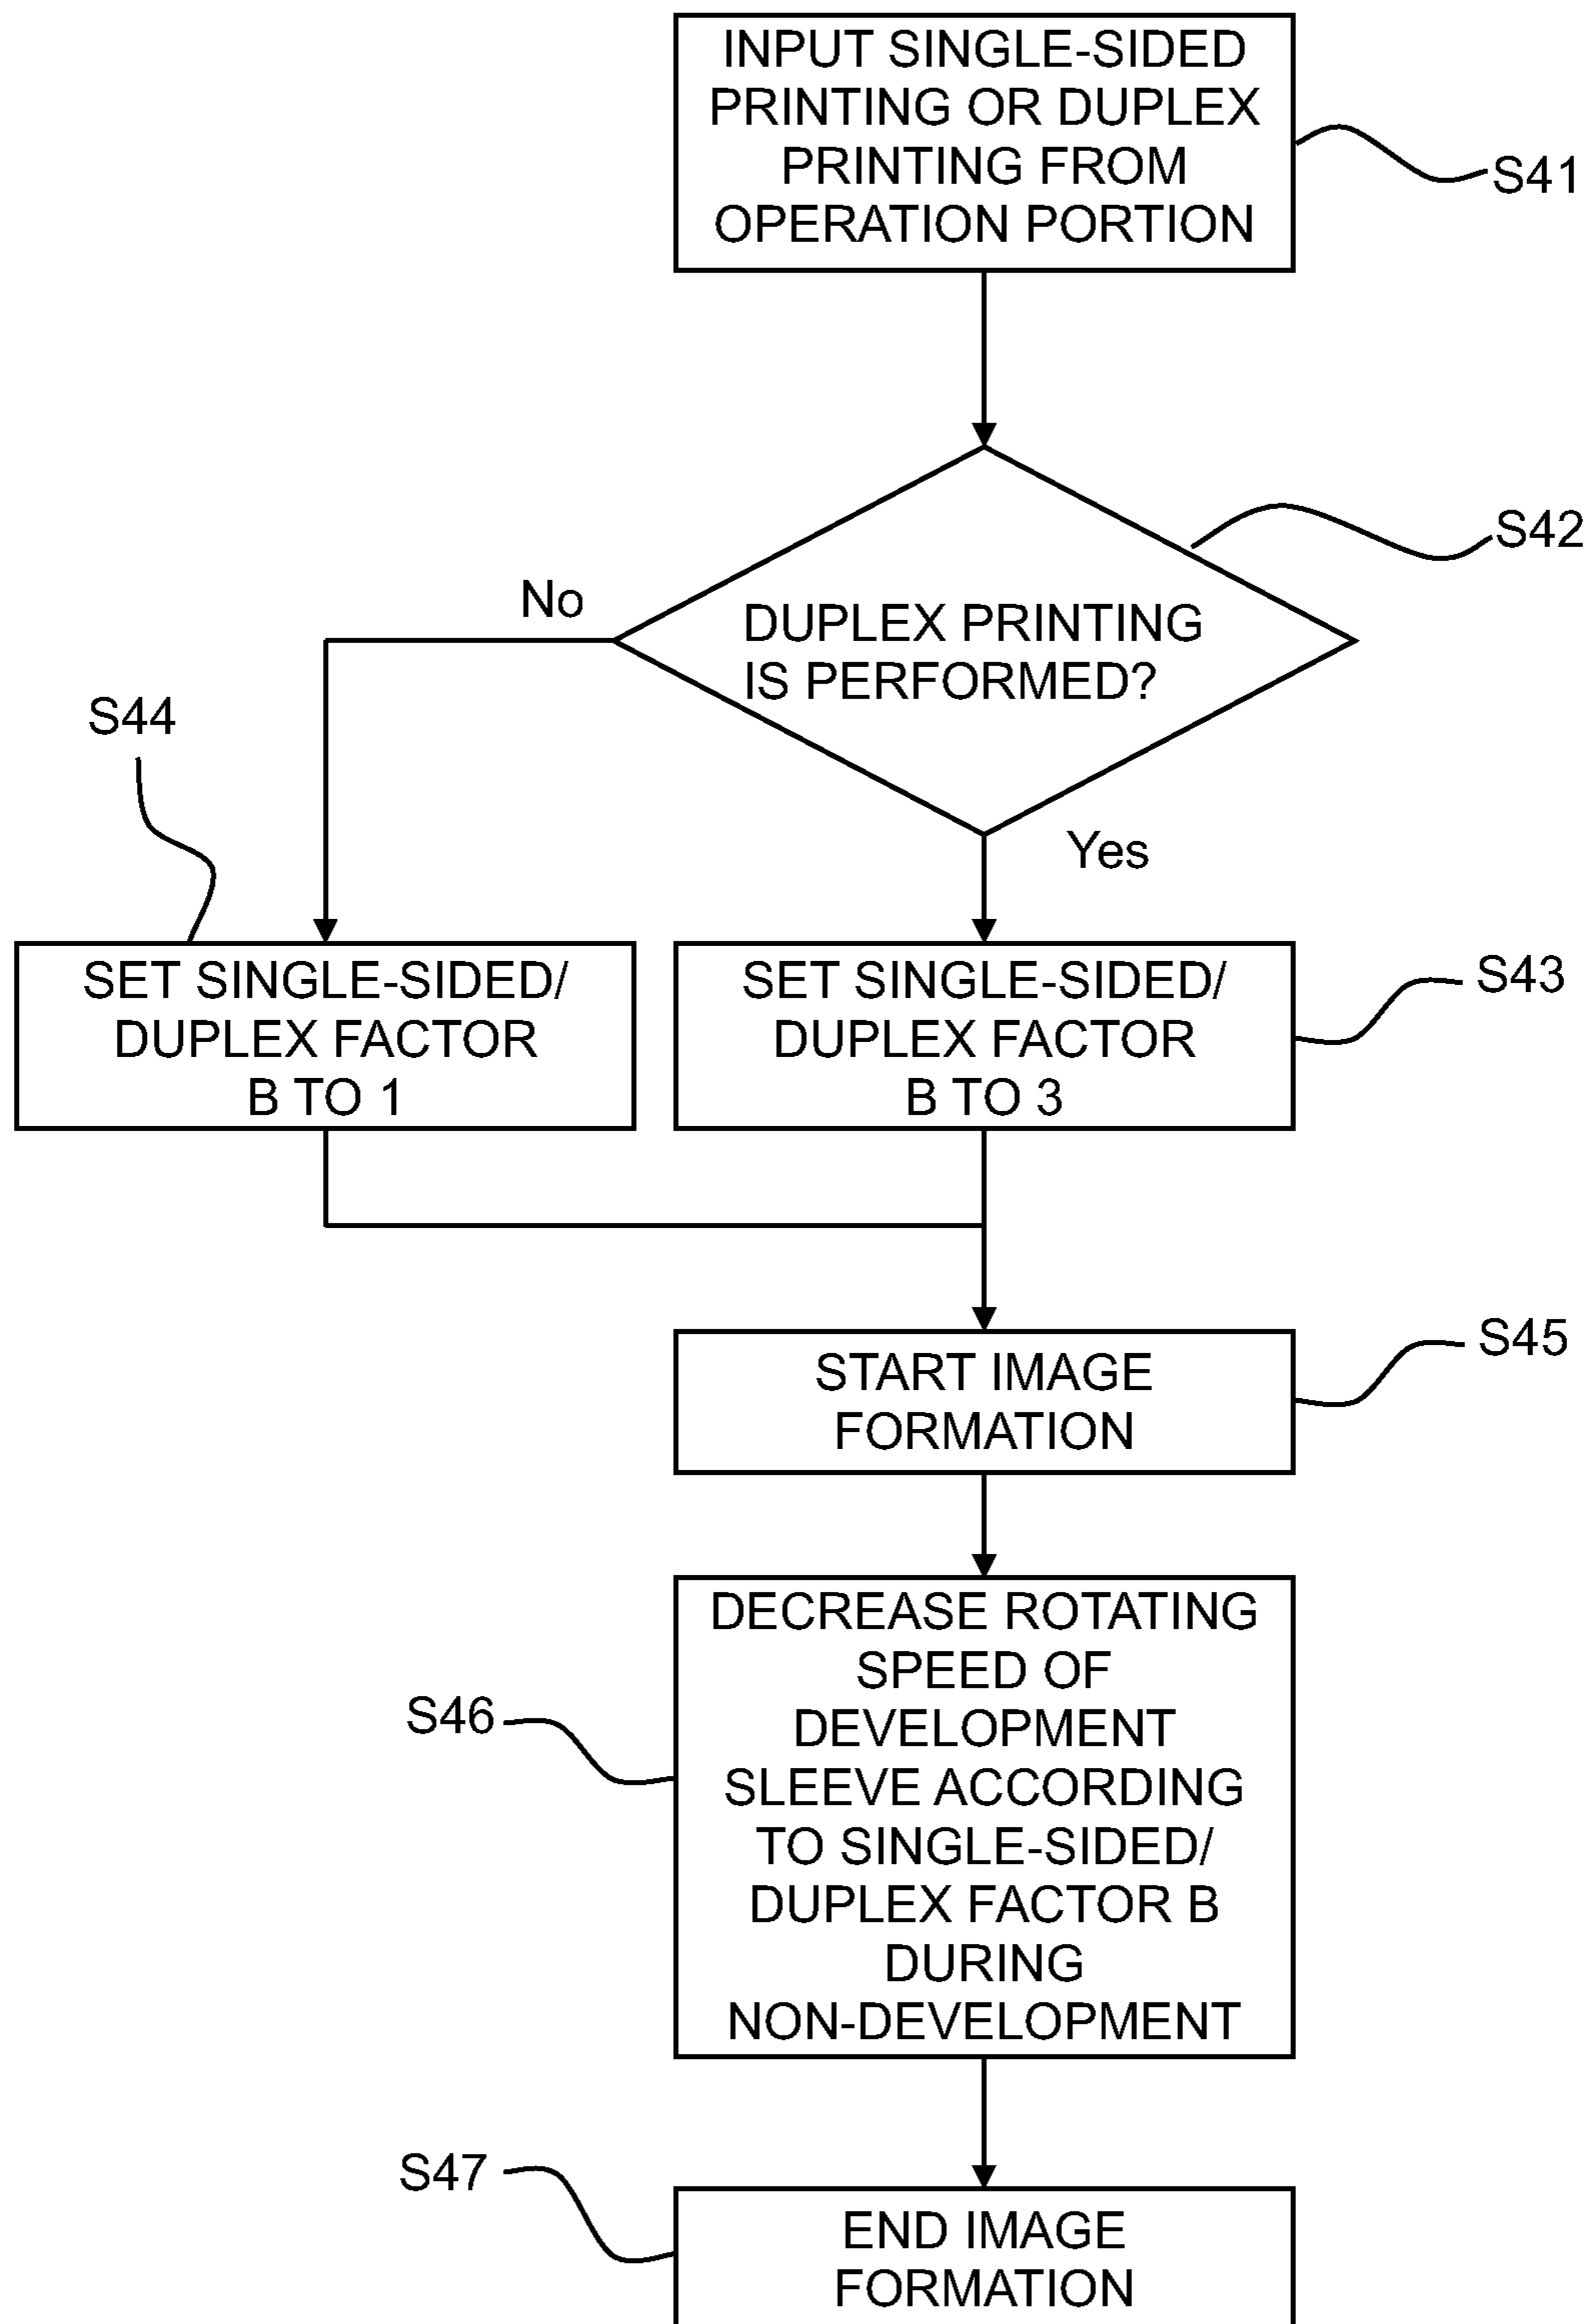 INPUT SINGLE-SIDED
PRINTING OR DUPLEX
PRINTING FROM
OPERATION PORTION
S41
S42
No
DUPLEX PRINTING
IS PERFORMED?
S44
Yes
SET SINGLE-SIDED/
DUPLEX FACTOR
B TO 1
SET SINGLE-SIDED/
DUPLEX FACTOR
B TO 3
S43
START IMAGE
FORMATION
S45
DECREASE ROTATING
SPEED OF
DEVELOPMENT
SLEEVE ACCORDING
TO SINGLE-SIDED/
DUPLEX FACTOR B
DURING
NON-DEVELOPMENT
S46
S47
END IMAGE
FORMATION